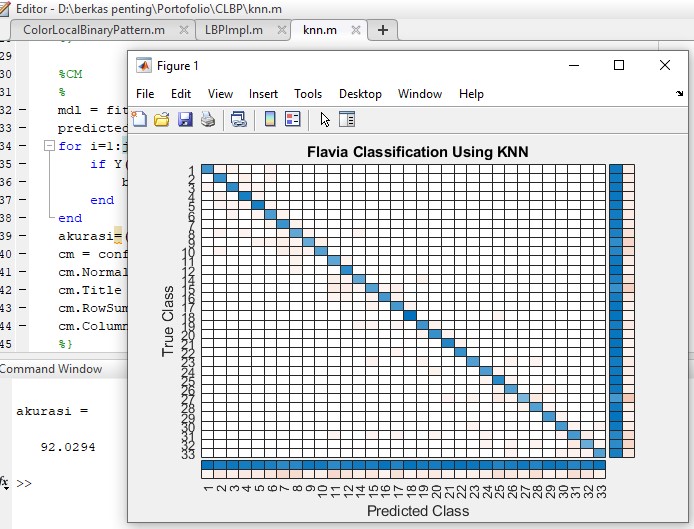 Editor - D:\berkas penting\Portofolio\CLBP\knn.m
ColorLocalBinaryPattern.m
LBPImpl.m
knn.m
29
30 %CM
31 %
32 mdl = fit
33 predicted
34 for i=1:j
35 if Y(
36 b
37 end
38 end
39 akurasi=(
40 cm = conf
41 cm.Normal
42 cm.Title
43 cm.RowSum
44 cm.Column
45 %}
Command Window
akurasi =
92.0294
fx >>
Figure 1
File Edit View Insert Tools Desktop Window Help
Flavia Classification Using KNN
True Class
1
2
3
4
5
6
7
8
9
10
11
12
14
15
16
17
18
19
20
21
22
23
24
25
26
27
28
29
30
31
32
33
1 2 3 4 5 6 7 8 9 10 11 12 14 15 16 17 18 19 20 21 22 23 24 25 26 27 28 29 30 31 32 33
Predicted Class